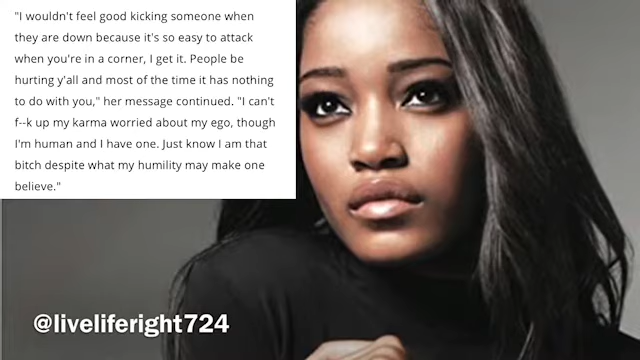 "I wouldn't feel good kicking someone when
they are down because it's so easy to attack
when you're in a corner, I get it. People be
hurting y'all and most of the time it has nothing
to do with you," her message continued. "I can't
f--k up my karma worried about my ego, though
I'm human and I have one. Just know I am that
bitch despite what my humility may make one
believe."
@liveliferight724